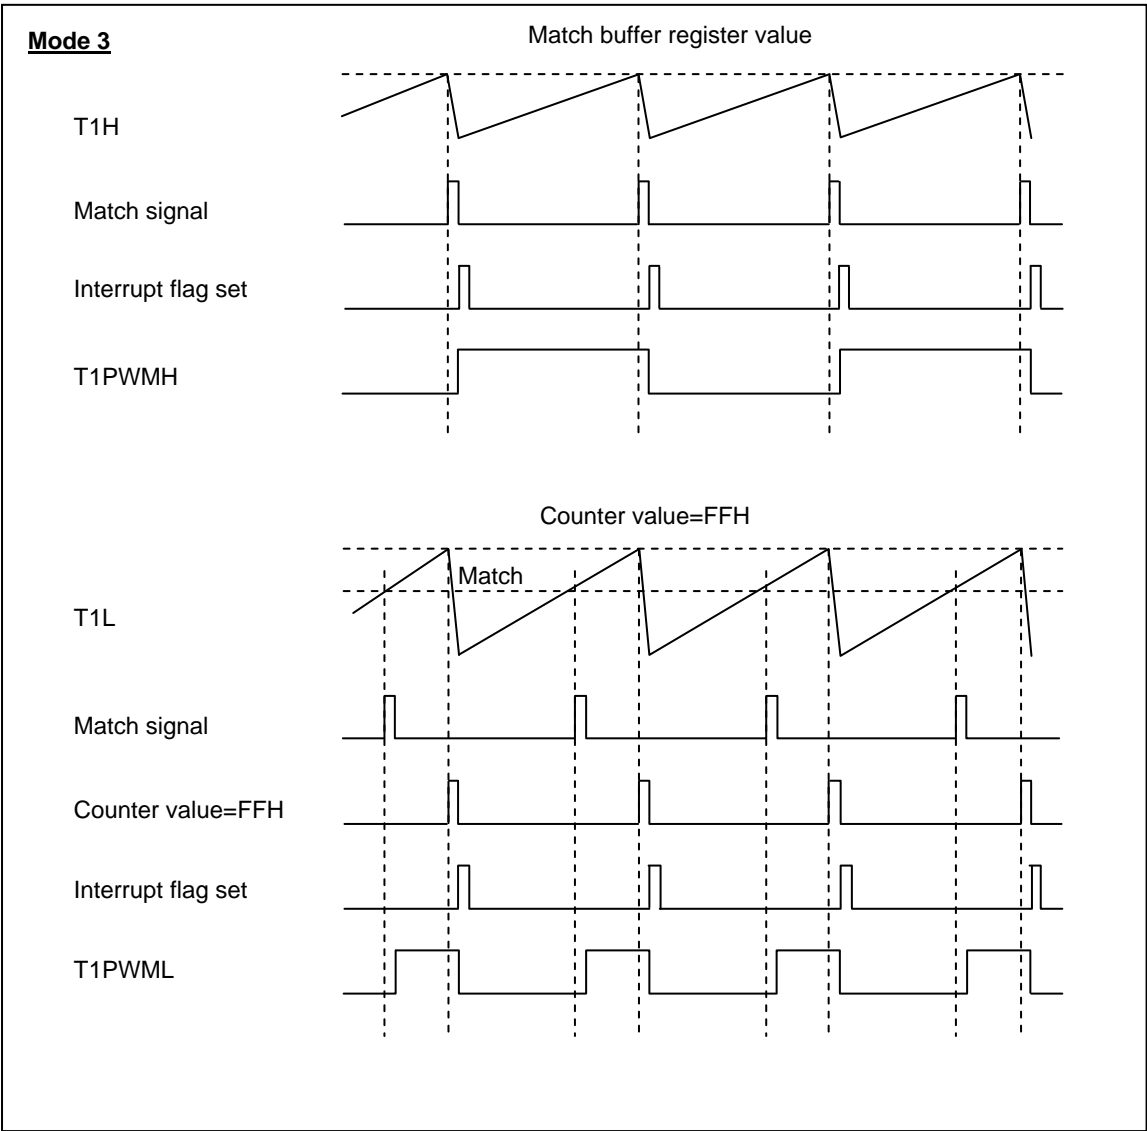 Mode 3
Match buffer register value
T1H
Match signal
Interrupt flag set
T1PWMH
Counter value=FFH
Match
T1L
Match signal
Counter value=FFH
Interrupt flag set
T1PWML